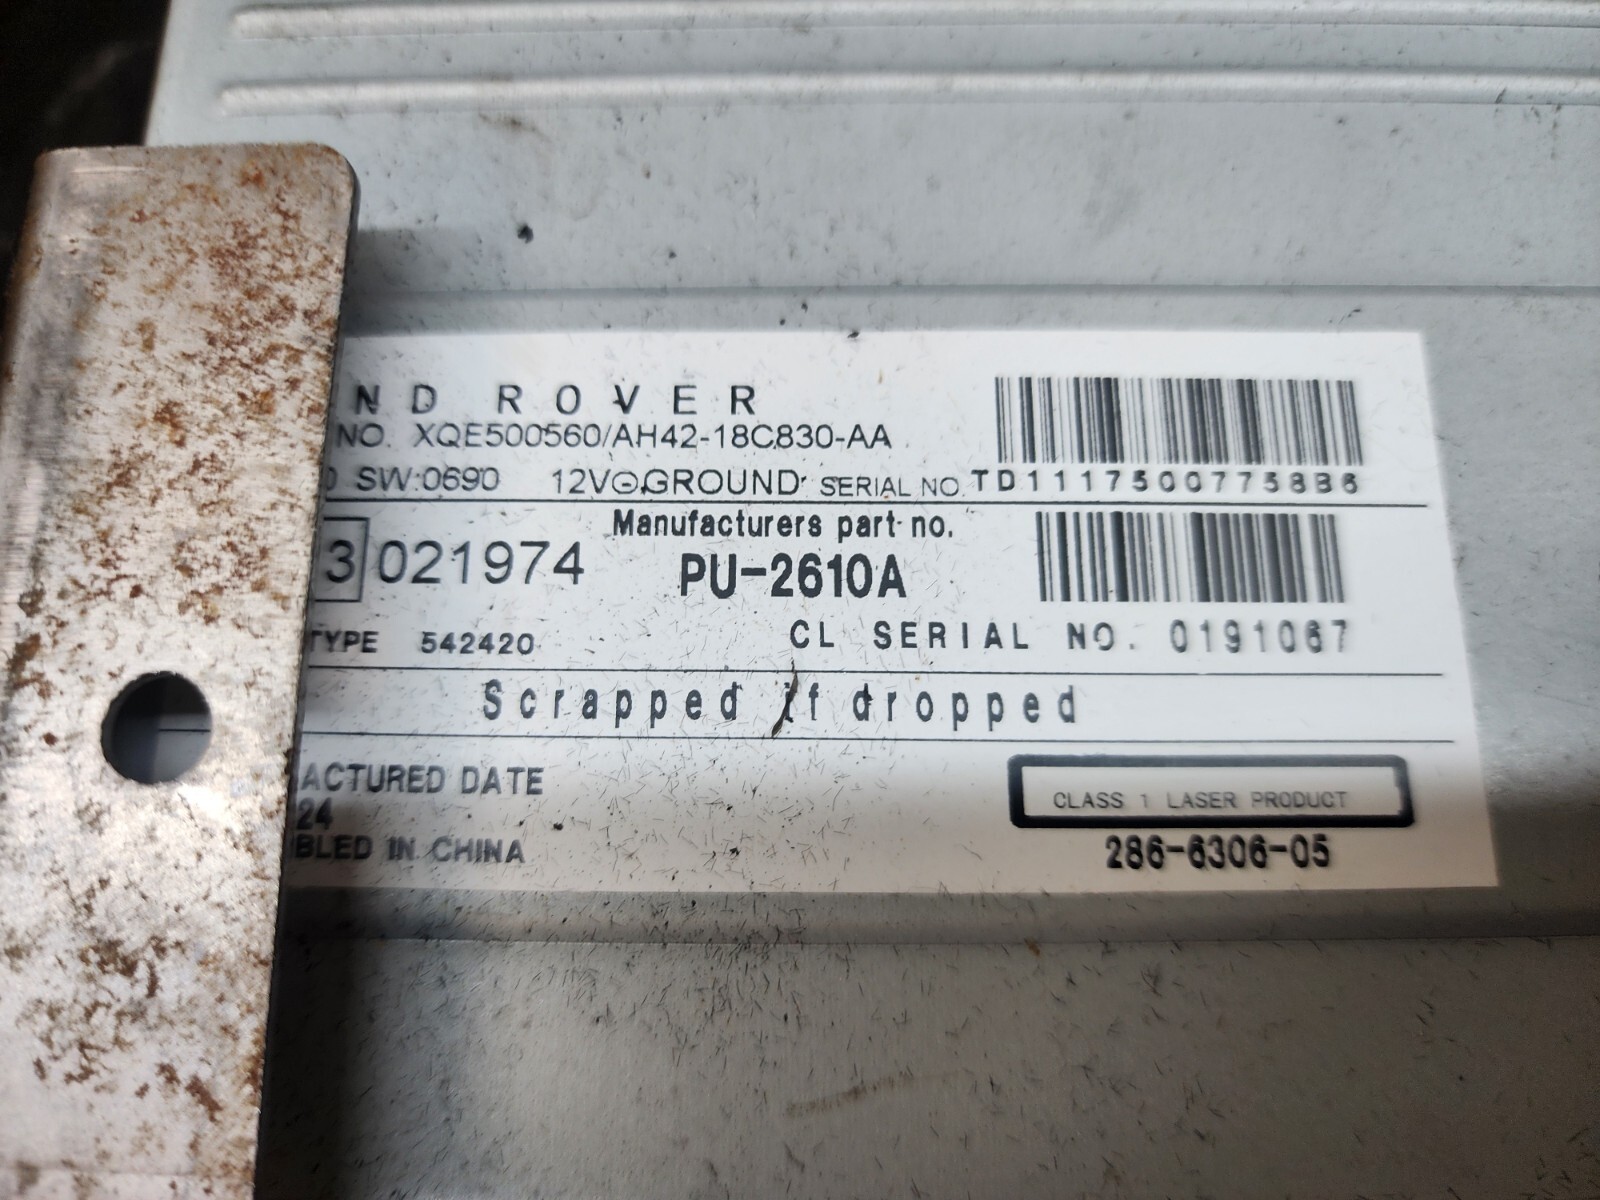 ND ROVER
NO. XQE500560/AH42-18C830-AA
SW:0690 12V⊖GROUND SERIAL NO. TD11175007758B6
Manufacturers part no.
3 021974 PU-2610A
TYPE 542420 CL SERIAL NO. 0191067
Scrapped if dropped
ACTURED DATE
24
BLED IN CHINA
CLASS 1 LASER PRODUCT
286-6306-05